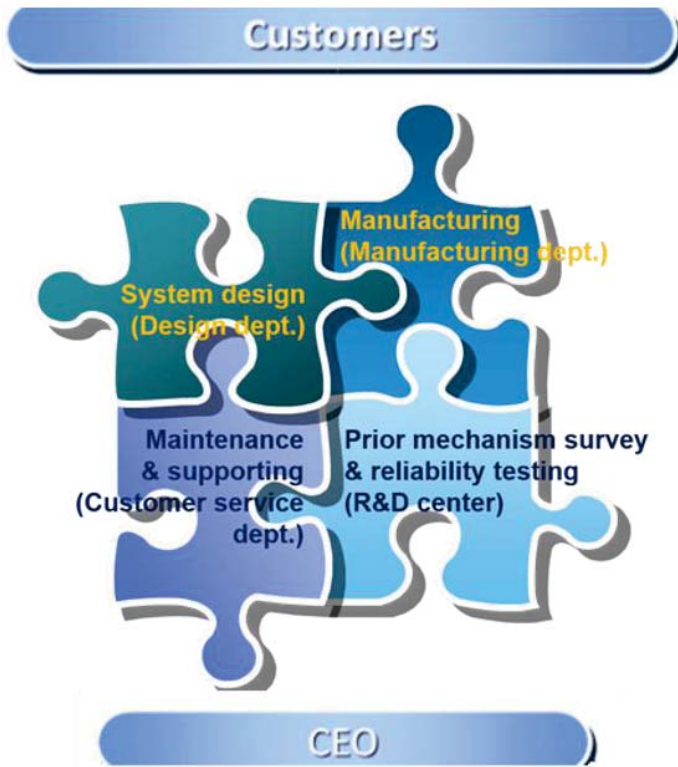 Customers
System design
(Design dept.)
Manufacturing
(Manufacturing dept.)
Maintenance
& supporting
(Customer service
dept.)
Prior mechanism survey
& reliability testing
(R&D center)
CEO